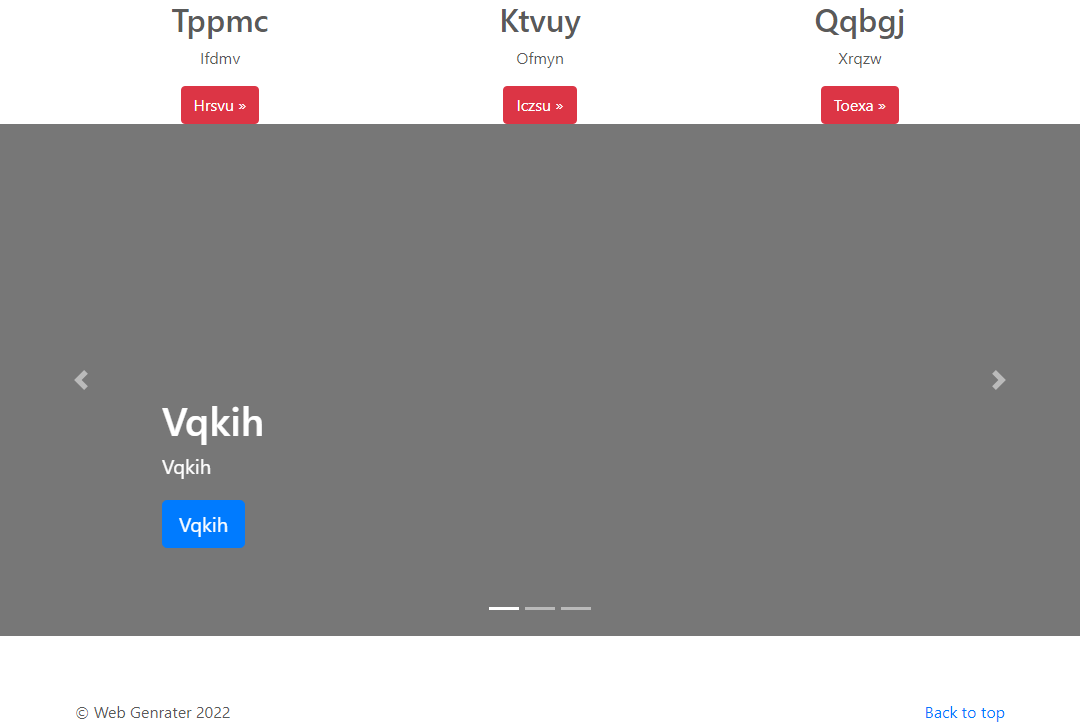 Tppmc Ktvuy Qqbgj
Ifdmv Ofmyn Xrqzw
Hrsvu » Iczsu » Toexa »
Vqkih
Vqkih
Vqkih
© Web Genrater 2022 Back to top